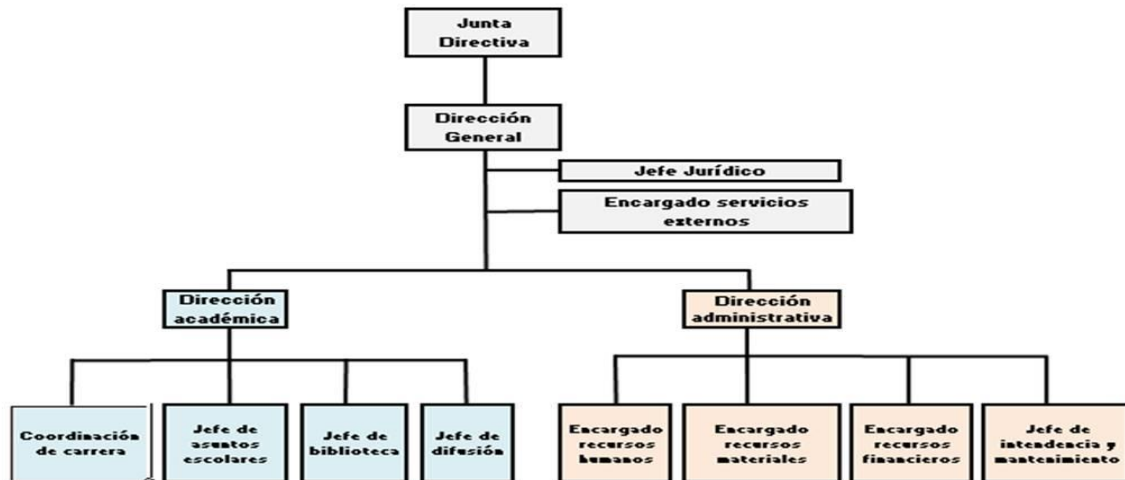 Junta
Directiva
Dirección
General
Jefe Jurídico
Encargado servicios
externos
Dirección
académica
Dirección
administrativa
Coordinación
de carrera
Jefe de
asuntos
escolares
Jefe de
biblioteca
Jefe de
difusión
Encargado
recursos
humanos
Encargado
recursos
materiales
Encargado
recursos
financieros
Jefe de
intendencia y
mantenimiento